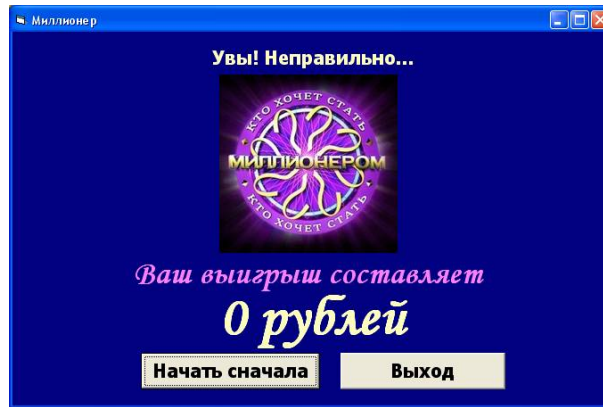 Миллионер
Увы! Неправильно...
КТО ХОЧЕТ СТАТЬ
МИЛЛИОНЕРОМ
КТО ХОЧЕТ СТАТЬ
Ваш выигрыш составляет
0 рублей
Начать сначала
Выход